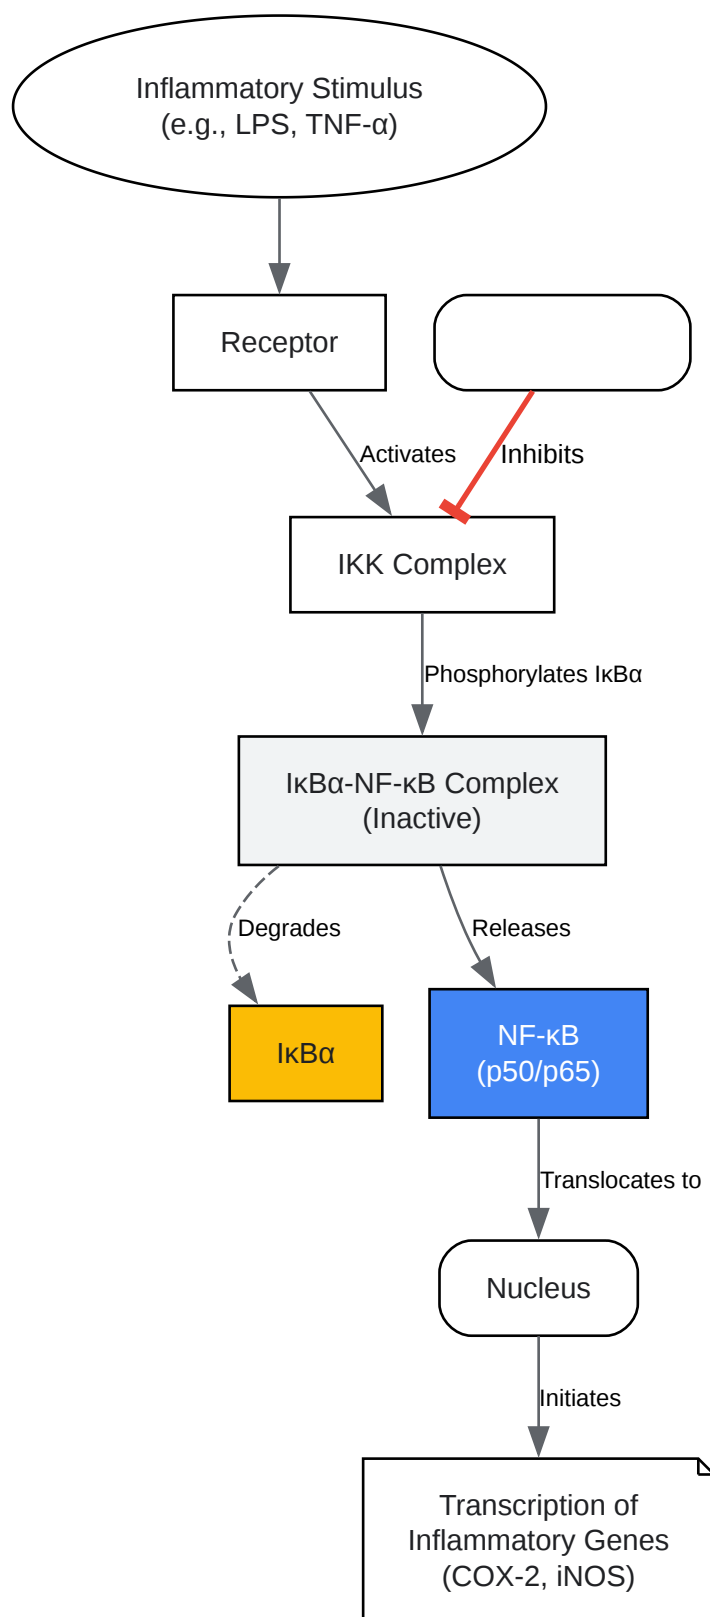 Inflammatory Stimulus
(e.g., LPS, TNF-α)
Receptor
Activates
Inhibits
IKK Complex
Phosphorylates IκBα
IκBα-NF-κB Complex
(Inactive)
Degrades
Releases
IκBα
NF-κB
(p50/p65)
Translocates to
Nucleus
Initiates
Transcription of
Inflammatory Genes
(COX-2, iNOS)